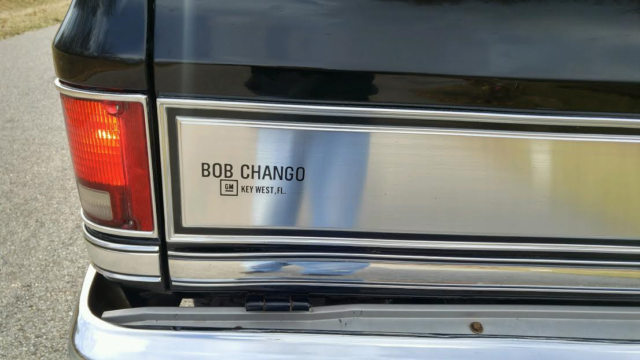 BOB CHANGO
GM KEY WEST, FL.